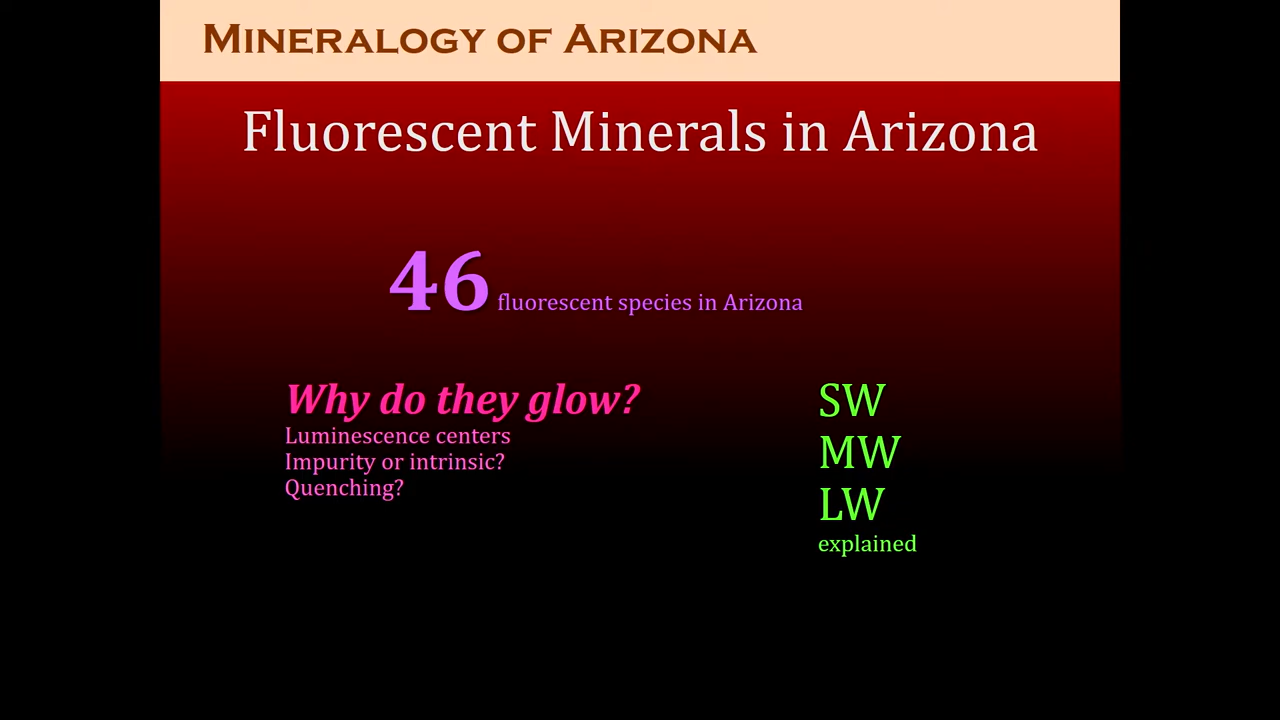 Mineralogy of Arizona
Fluorescent Minerals in Arizona
46 fluorescent species in Arizona
Why do they glow?
Luminescence centers
Impurity or intrinsic?
Quenching?
SW
MW
LW
explained